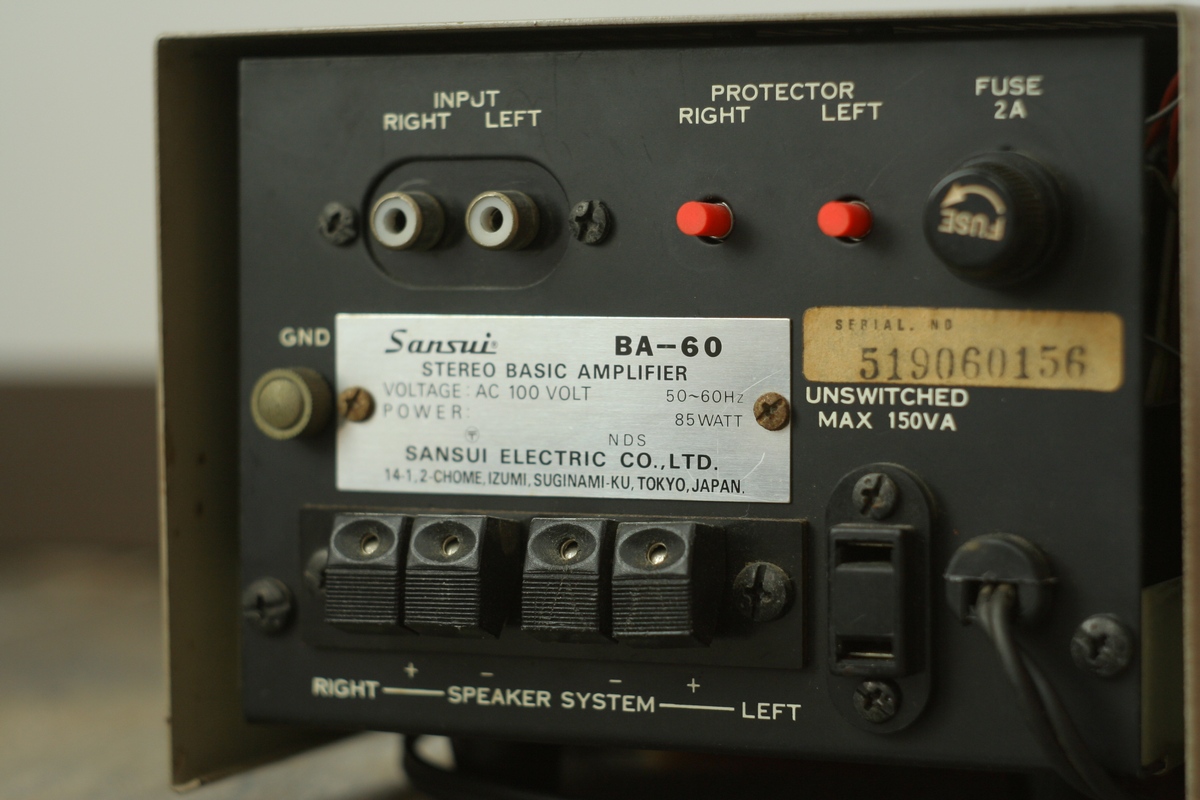 INPUT
RIGHT LEFT
PROTECTOR
RIGHT LEFT
FUSE
2A
FUSE
GND
Sansui®
BA-60
STEREO BASIC AMPLIFIER
VOLTAGE: AC 100 VOLT 50~60Hz
POWER: 85WATT
NDS
SANSUI ELECTRIC CO.,LTD.
14-1,2-CHOME, IZUMI, SUGINAMI-KU, TOKYO, JAPAN.
SERIAL. NO
519060156
UNSWITCHED
MAX 150VA
+ − − +
RIGHT SPEAKER SYSTEM LEFT